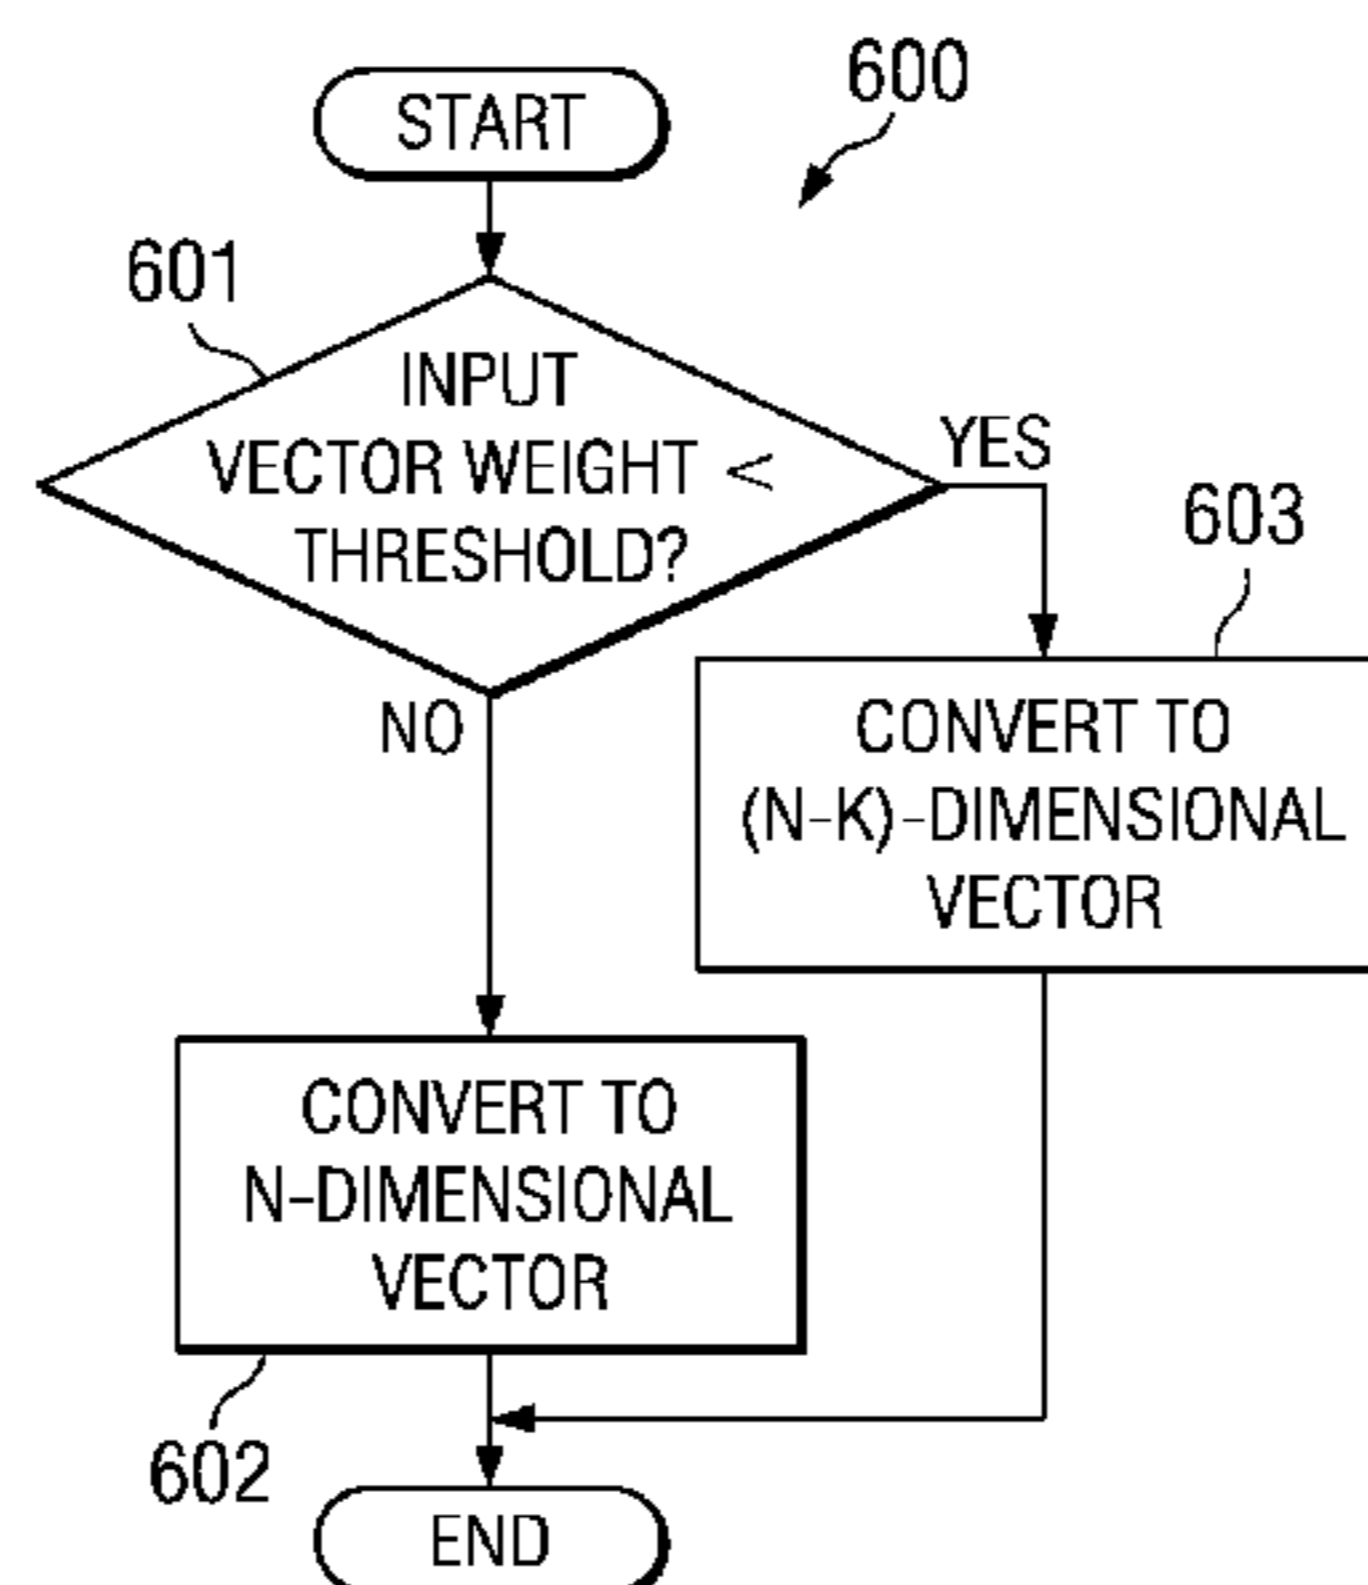 START
600
601
INPUT
VECTOR WEIGHT <
THRESHOLD?
YES
603
NO
CONVERT TO
(N-K)-DIMENSIONAL
VECTOR
CONVERT TO
N-DIMENSIONAL
VECTOR
602
END